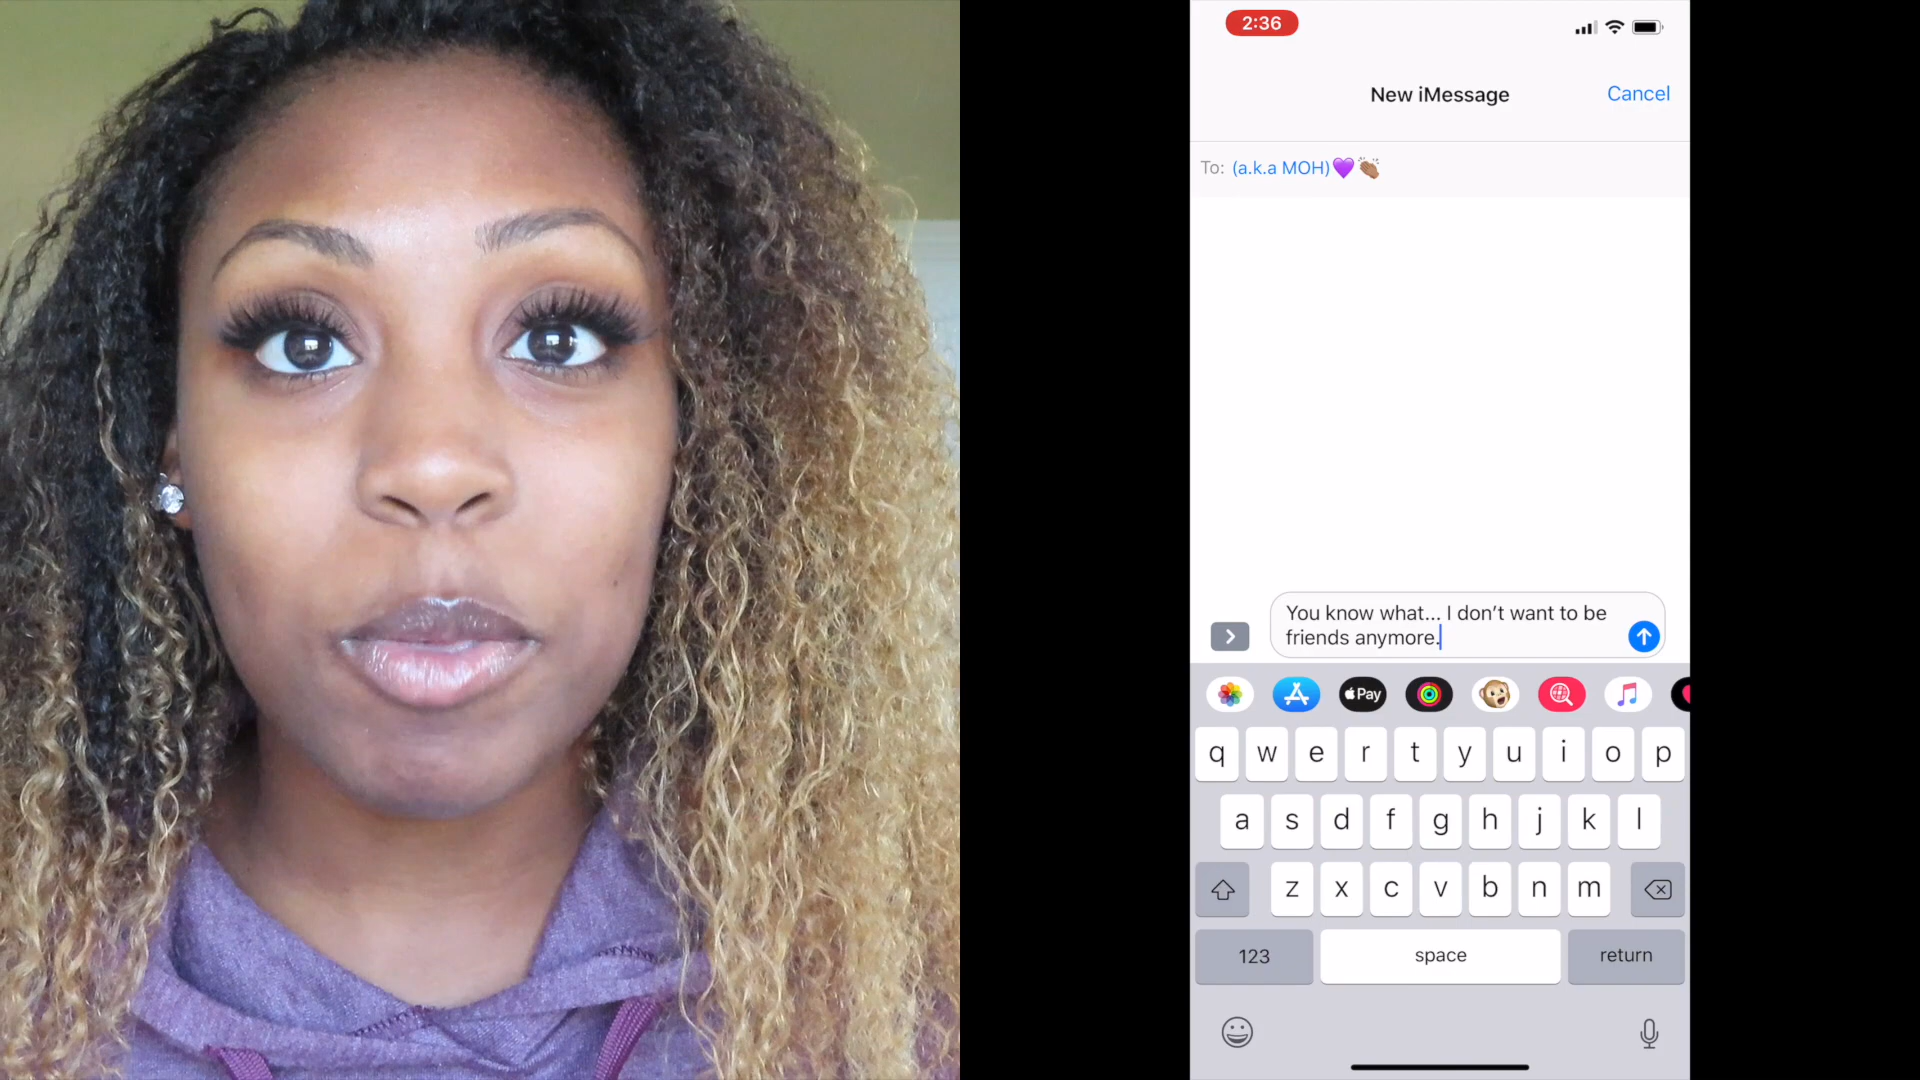 2:36
New iMessage
Cancel
To: (a.k.a MOH)💜👏🏽
You know what... I don’t want to be
friends anymore.
Pay
q w e r t y u i o p
a s d f g h j k l
z x c v b n m
123 space return